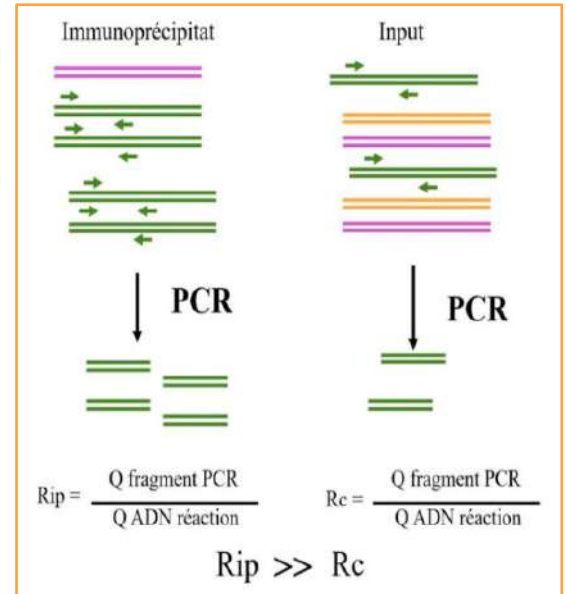 Immunoprécipitat
Input
PCR
PCR
Rip = Q fragment PCR
Q ADN réaction
Rc = Q fragment PCR
Q ADN réaction
Rip >> Rc